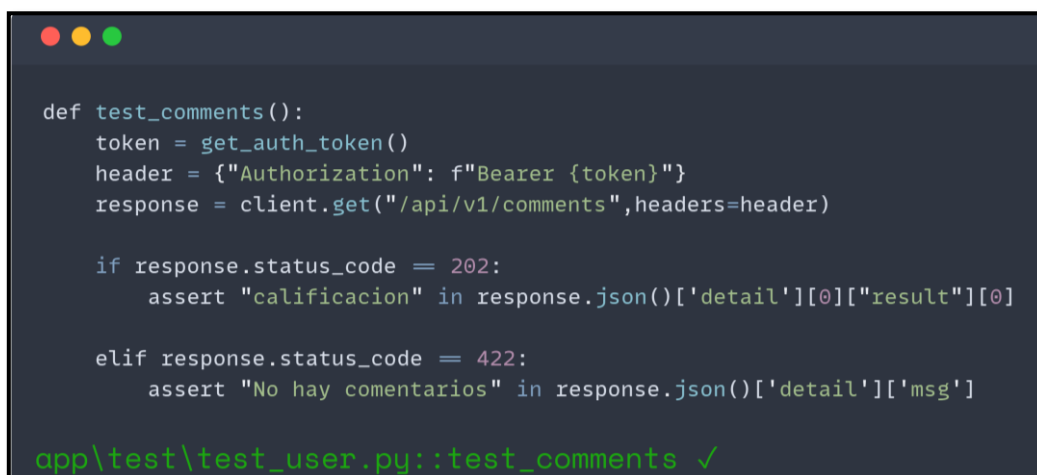 def test_comments():
    token = get_auth_token()
    header = {"Authorization": f"Bearer {token}"}
    response = client.get("/api/v1/comments",headers=header)
    if response.status_code == 202:
        assert "calificacion" in response.json()['detail'][0]["result"][0]
    elif response.status_code == 422:
        assert "No hay comentarios" in response.json()['detail']['msg']
app\test\test_user.py::test_comments ✓